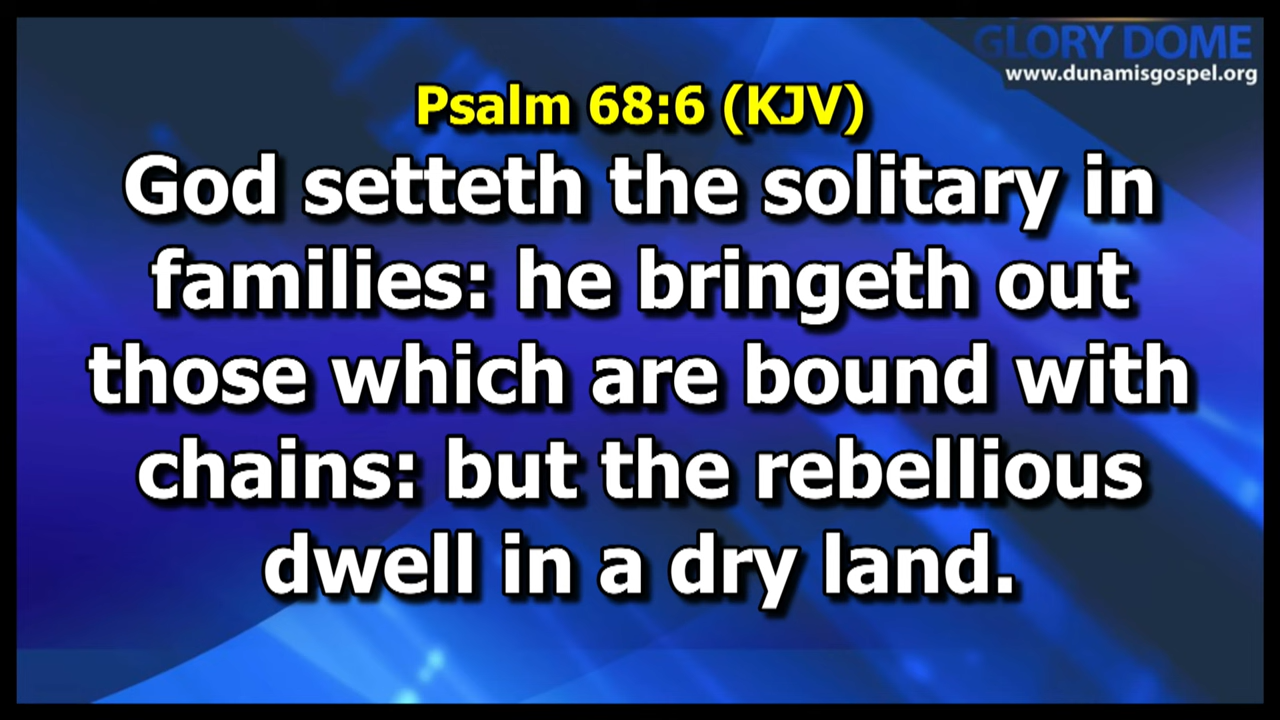 GLORY DOME
www.dunamisgospel.org
Psalm 68:6 (KJV)
God setteth the solitary in
families: he bringeth out
those which are bound with
chains: but the rebellious
dwell in a dry land.